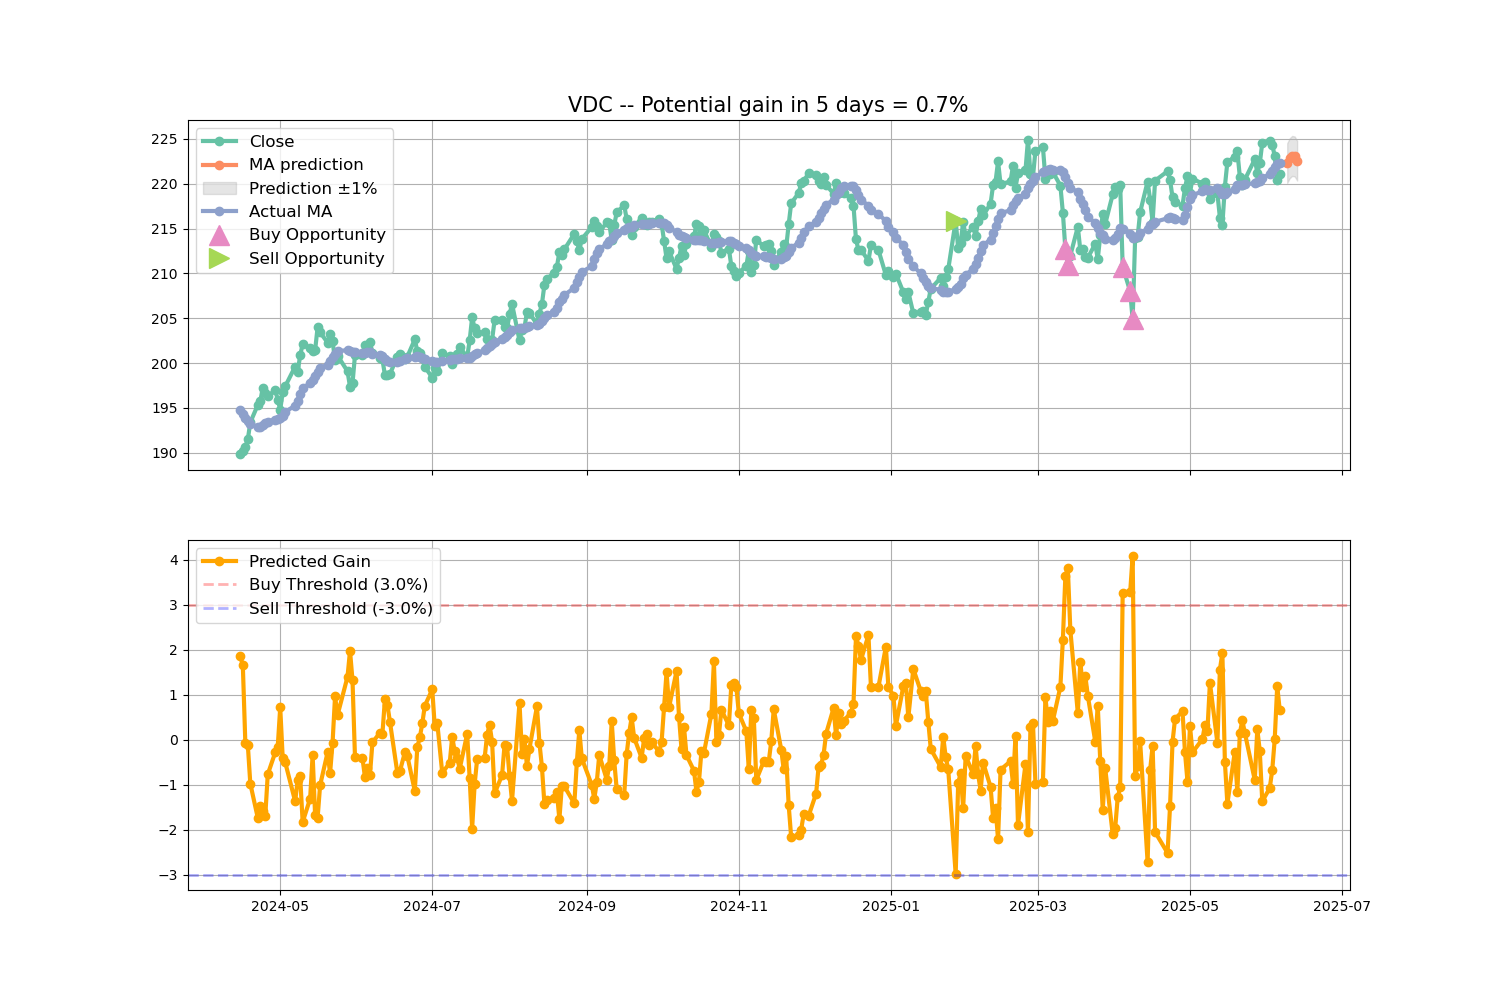 VDC -- Potential gain in 5 days = 0.7%
225
220
215
210
205
200
195
190
Close
MA prediction
Prediction ±1%
Actual MA
Buy Opportunity
Sell Opportunity
4
3
2
1
0
−1
−2
−3
Predicted Gain
Buy Threshold (3.0%)
Sell Threshold (-3.0%)
2024-05
2024-07
2024-09
2024-11
2025-01
2025-03
2025-05
2025-07